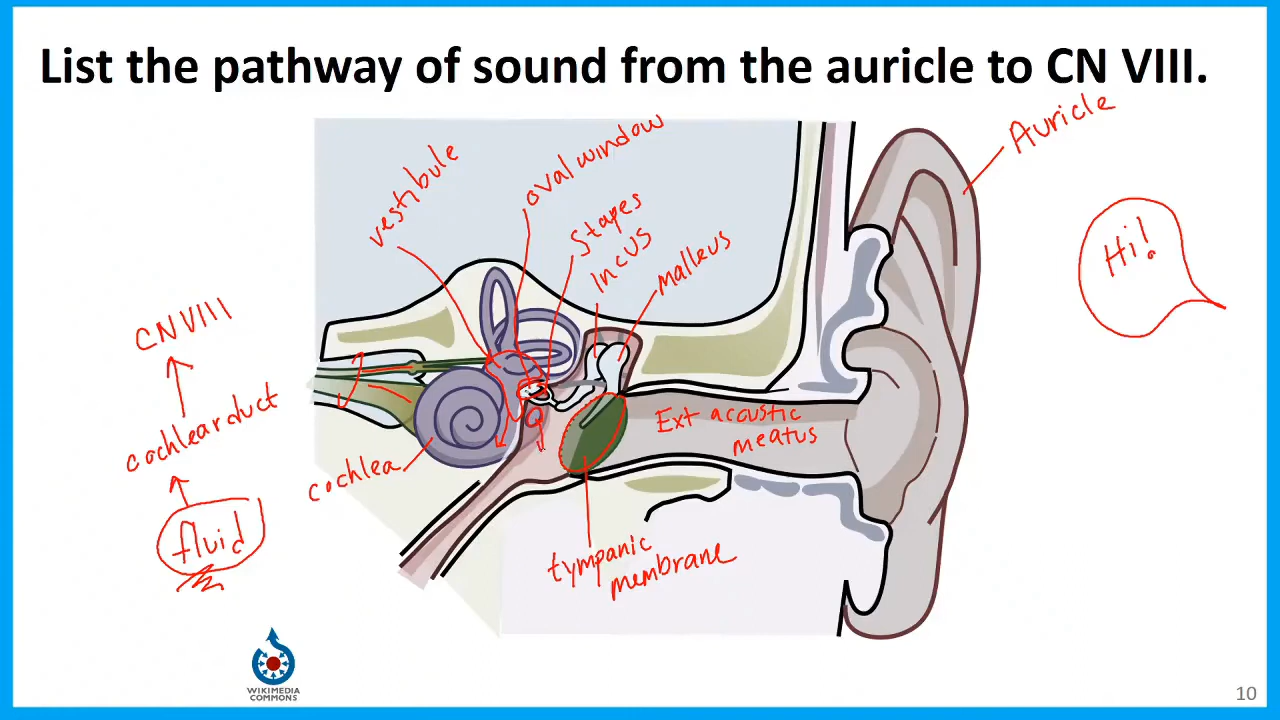 List the pathway of sound from the auricle to CN VIII.
Auricle
oval window
vestibule
Stapes
Incus
malleus
Hi!
CN VIII
cochlear duct
fluid
cochlea
Ext acoustic
meatus
tympanic
membrane
WIKIMEDIA
COMMONS
10